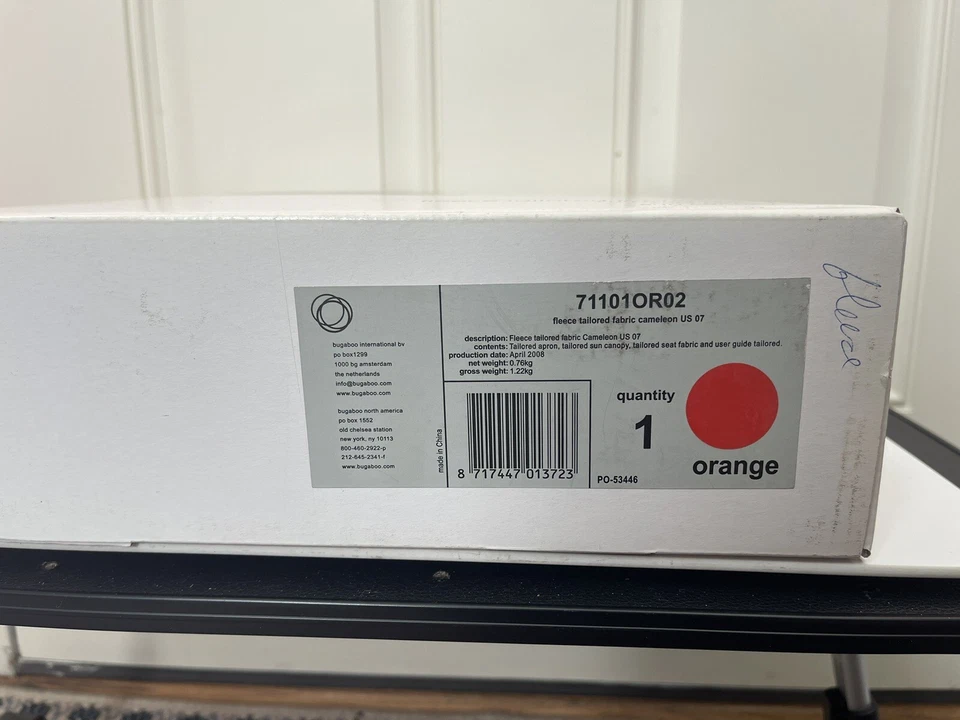 bugaboo international bv
po box1299
1000 bg amsterdam
the netherlands
info@bugaboo.com
www.bugaboo.com
bugaboo north america
po box 1552
old chelsea station
new york, ny 10113
800-460-2922-p
212-645-2341-f
www.bugaboo.com
made in China
71101OR02
fleece tailored fabric cameleon US 07
description: Fleece tailored fabric Cameleon US 07
contents: Tailored apron, tailored sun canopy, tailored seat fabric and user guide tailored.
production date: April 2008
net weight: 0.76kg
gross weight: 1.22kg
8 717447 013723
quantity
1
PO-53446
orange
fleece